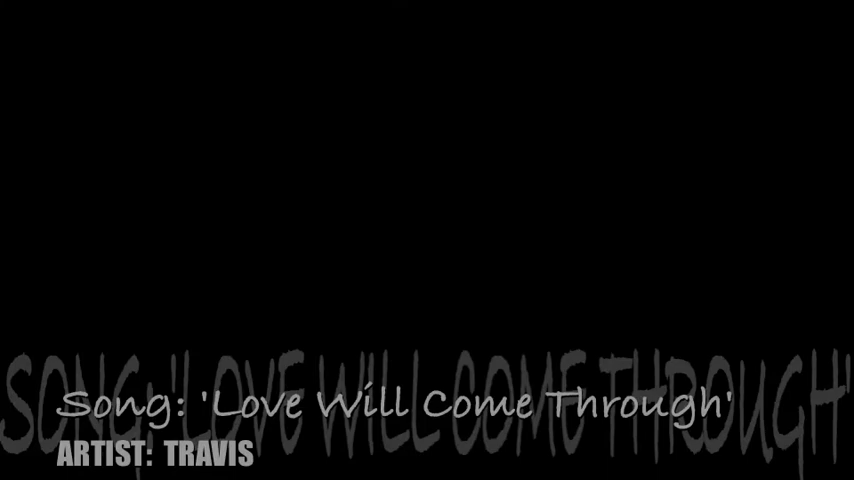 SONG: 'LOVE WILL COME THROUGH'
Song: 'Love Will Come Through'
ARTIST: TRAVIS